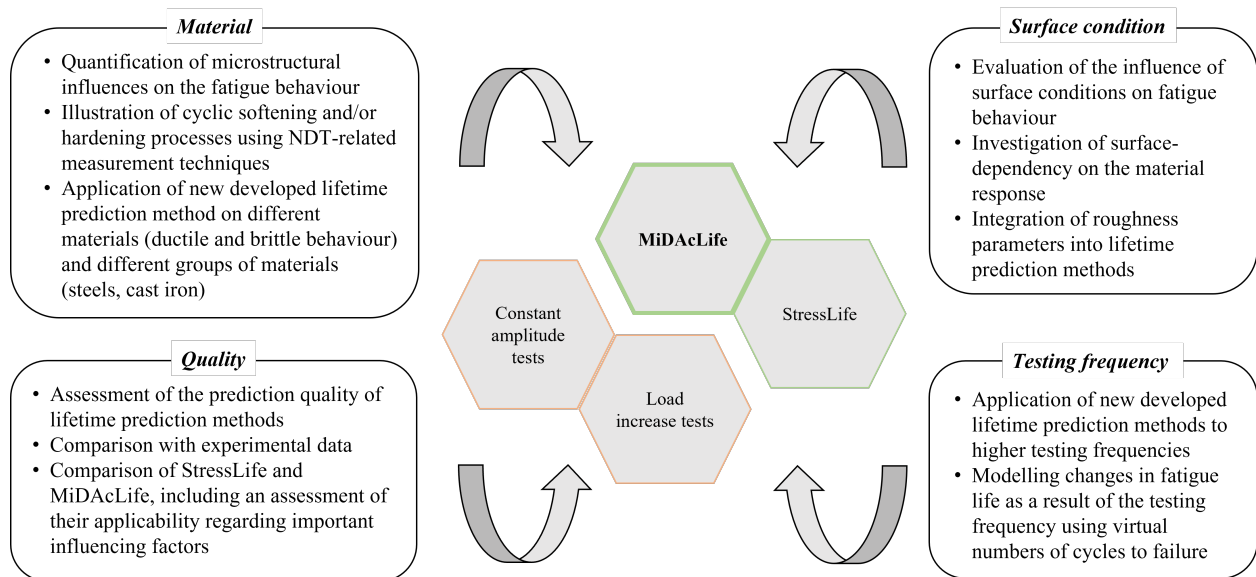 Material
• Quantification of microstructural
influences on the fatigue behaviour
• Illustration of cyclic softening and/or
hardening processes using NDT-related
measurement techniques
• Application of new developed lifetime
prediction method on different
materials (ductile and brittle behaviour)
and different groups of materials
(steels, cast iron)
Surface condition
• Evaluation of the influence of
surface conditions on fatigue
behaviour
• Investigation of surface-
dependency on the material
response
• Integration of roughness
parameters into lifetime
prediction methods
MiDAcLife
StressLife
Constant
amplitude
tests
Load
increase tests
Quality
• Assessment of the prediction quality of
lifetime prediction methods
• Comparison with experimental data
• Comparison of StressLife and
MiDAcLife, including an assessment of
their applicability regarding important
influencing factors
Testing frequency
• Application of new developed
lifetime prediction methods to
higher testing frequencies
• Modelling changes in fatigue
life as a result of the testing
frequency using virtual
numbers of cycles to failure